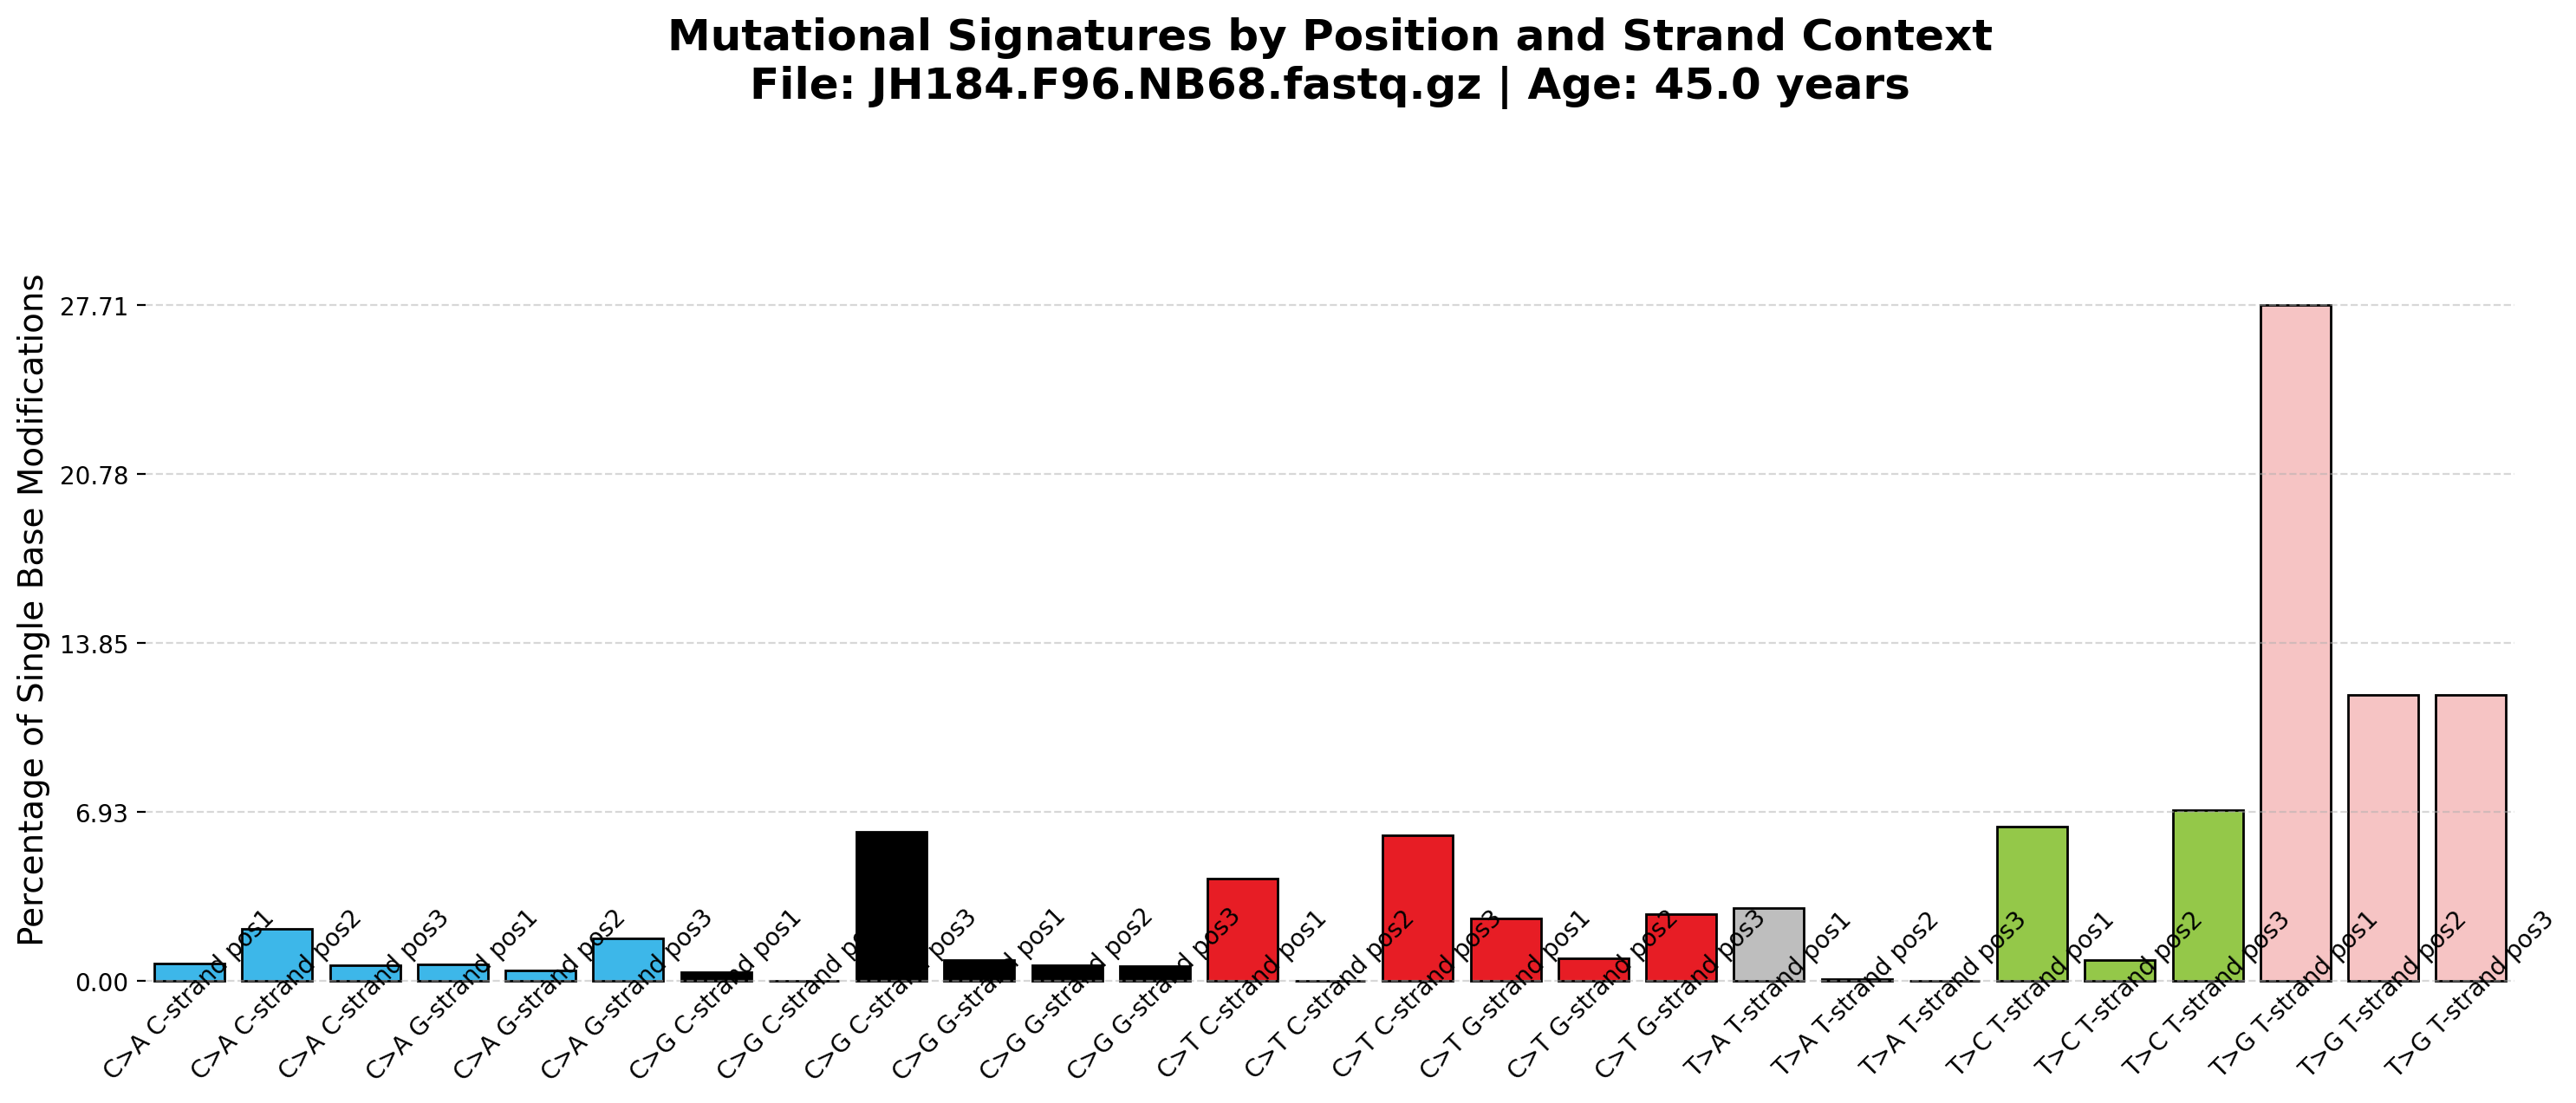 Mutational Signatures by Position and Strand Context
File: JH184.F96.NB68.fastq.gz | Age: 45.0 years
Percentage of Single Base Modifications
27.71
20.78
13.85
6.93
0.00
C>A C-strand pos1
C>A C-strand pos2
C>A C-strand pos3
C>A G-strand pos1
C>A G-strand pos2
C>A G-strand pos3
C>G C-strand pos1
C>G C-strand pos2
C>G C-strand pos3
C>G G-strand pos1
C>G G-strand pos2
C>G G-strand pos3
C>T C-strand pos1
C>T C-strand pos2
C>T C-strand pos3
C>T G-strand pos1
C>T G-strand pos2
C>T G-strand pos3
T>A T-strand pos1
T>A T-strand pos2
T>A T-strand pos3
T>C T-strand pos1
T>C T-strand pos2
T>C T-strand pos3
T>G T-strand pos1
T>G T-strand pos2
T>G T-strand pos3